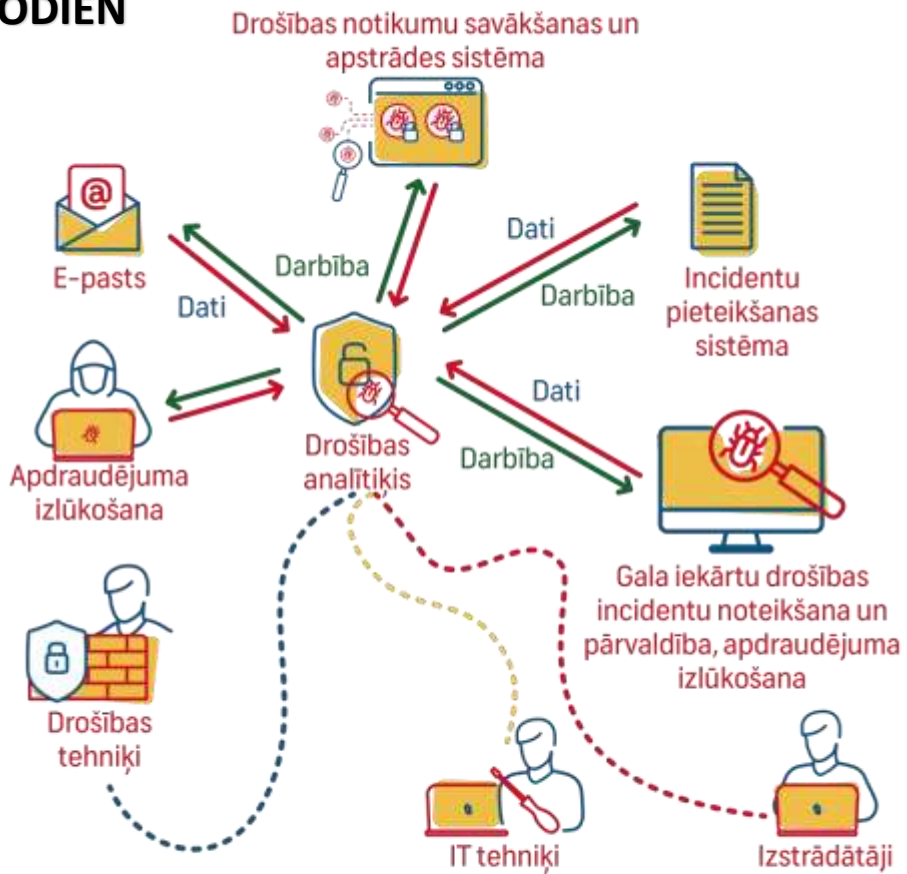 ODIEN
Drošības notikumu savākšanas un
apstrādes sistēma
E-pasts
Dati
Darbība
Dati
Darbība
Incidentu
pieteikšanas
sistēma
Apdraudējuma
izlūkošana
Drošības
analītiķis
Dati
Darbība
Gala iekārtu drošības
incidentu noteikšana un
pārvaldība, apdraudējuma
izlūkošana
Drošības
tehniķi
IT tehniķi
Izstrādātāji